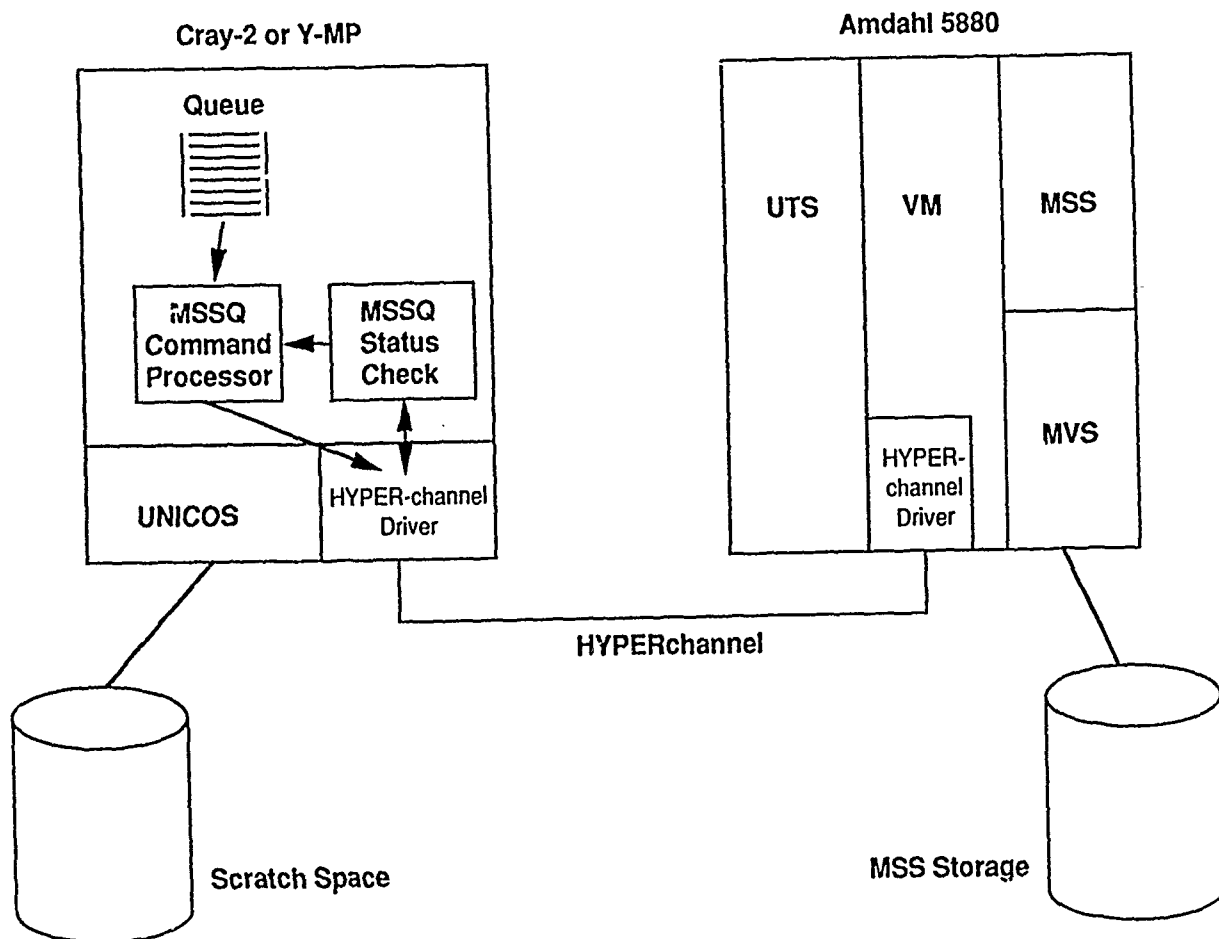 Cray-2 or Y-MP
Amdahl 5880
Queue
MSSQ
Command
Processor
MSSQ
Status
Check
UNICOS
HYPER-channel
Driver
UTS
VM
MSS
HYPER-
channel
Driver
MVS
HYPERchannel
Scratch Space
MSS Storage